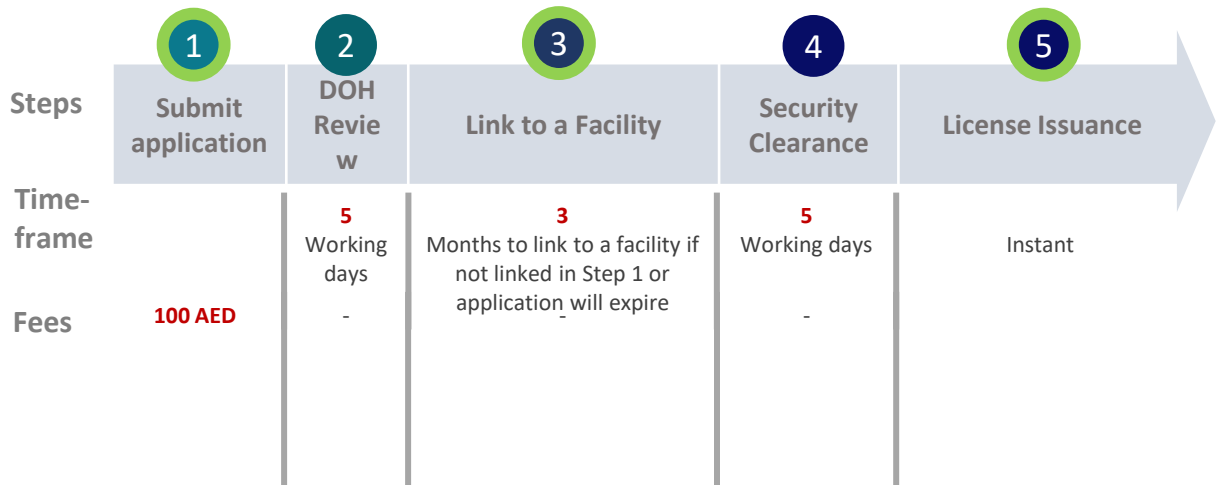 1
2
3
4
5
Steps
Submit
application
DOH
Revie
w
Link to a Facility
Security
Clearance
License Issuance
Time-
frame
5
Working
days
3
Months to link to a facility if
not linked in Step 1 or
application will expire
5
Working days
Instant
Fees
100 AED
-
-
-